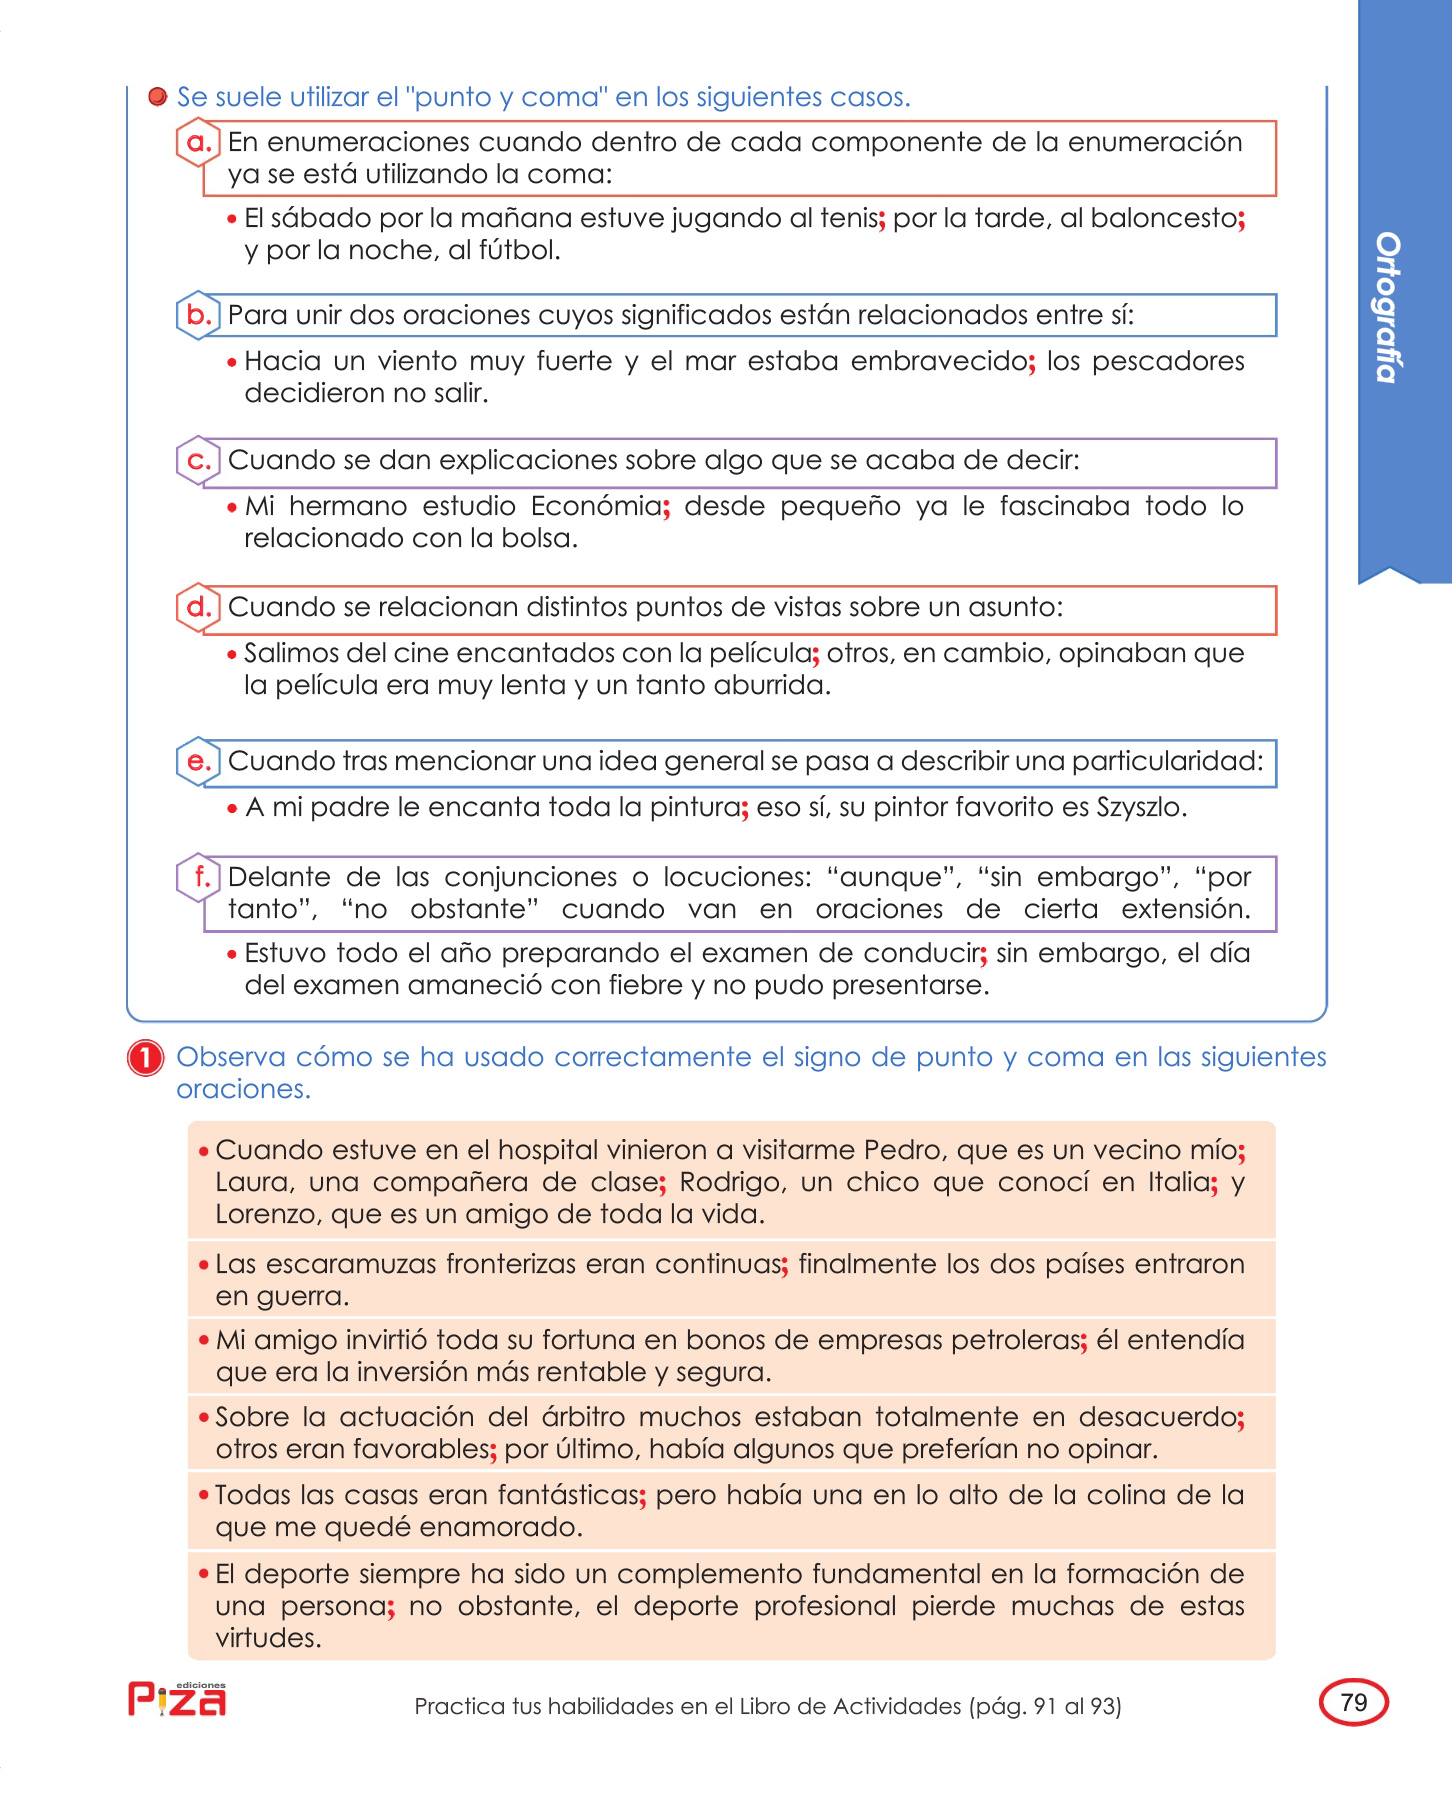 Se suele utilizar el "punto y coma" en los siguientes casos.
a. En enumeraciones cuando dentro de cada componente de la enumeración
ya se está utilizando la coma:
• El sábado por la mañana estuve jugando al tenis; por la tarde, al baloncesto;
y por la noche, al fútbol.
b. Para unir dos oraciones cuyos significados están relacionados entre sí:
• Hacia un viento muy fuerte y el mar estaba embravecido; los pescadores
decidieron no salir.
c. Cuando se dan explicaciones sobre algo que se acaba de decir:
• Mi hermano estudio Económia; desde pequeño ya le fascinaba todo lo
relacionado con la bolsa.
d. Cuando se relacionan distintos puntos de vistas sobre un asunto:
• Salimos del cine encantados con la película; otros, en cambio, opinaban que
la película era muy lenta y un tanto aburrida.
e. Cuando tras mencionar una idea general se pasa a describir una particularidad:
• A mi padre le encanta toda la pintura; eso sí, su pintor favorito es Szyszlo.
f. Delante de las conjunciones o locuciones: “aunque”, “sin embargo”, “por
tanto”, “no obstante” cuando van en oraciones de cierta extensión.
• Estuvo todo el año preparando el examen de conducir; sin embargo, el día
del examen amaneció con fiebre y no pudo presentarse.
Ortografía
1 Observa cómo se ha usado correctamente el signo de punto y coma en las siguientes
oraciones.
• Cuando estuve en el hospital vinieron a visitarme Pedro, que es un vecino mío;
Laura, una compañera de clase; Rodrigo, un chico que conocí en Italia; y
Lorenzo, que es un amigo de toda la vida.
• Las escaramuzas fronterizas eran continuas; finalmente los dos países entraron
en guerra.
• Mi amigo invirtió toda su fortuna en bonos de empresas petroleras; él entendía
que era la inversión más rentable y segura.
• Sobre la actuación del árbitro muchos estaban totalmente en desacuerdo;
otros eran favorables; por último, había algunos que preferían no opinar.
• Todas las casas eran fantásticas; pero había una en lo alto de la colina de la
que me quedé enamorado.
• El deporte siempre ha sido un complemento fundamental en la formación de
una persona; no obstante, el deporte profesional pierde muchas de estas
virtudes.
ediciones
Piza
Practica tus habilidades en el Libro de Actividades (pág. 91 al 93)
79